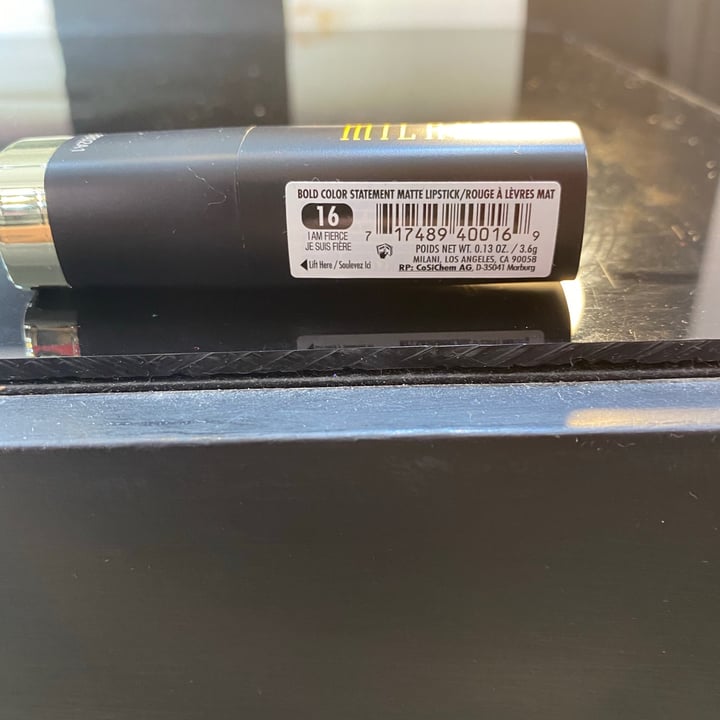 MILA
BOLD COLOR STATEMENT MATTE LIPSTICK/ROUGE À LÈVRES MAT
16
I AM FIERCE
JE SUIS FIÈRE
7 17489 40016 9
POIDS NET WT. 0.13 OZ. / 3.6g
MILANI, LOS ANGELES, CA 90058
Lift Here / Soulevez Ici
RP: CoSiChem AG, D-35041 Marburg